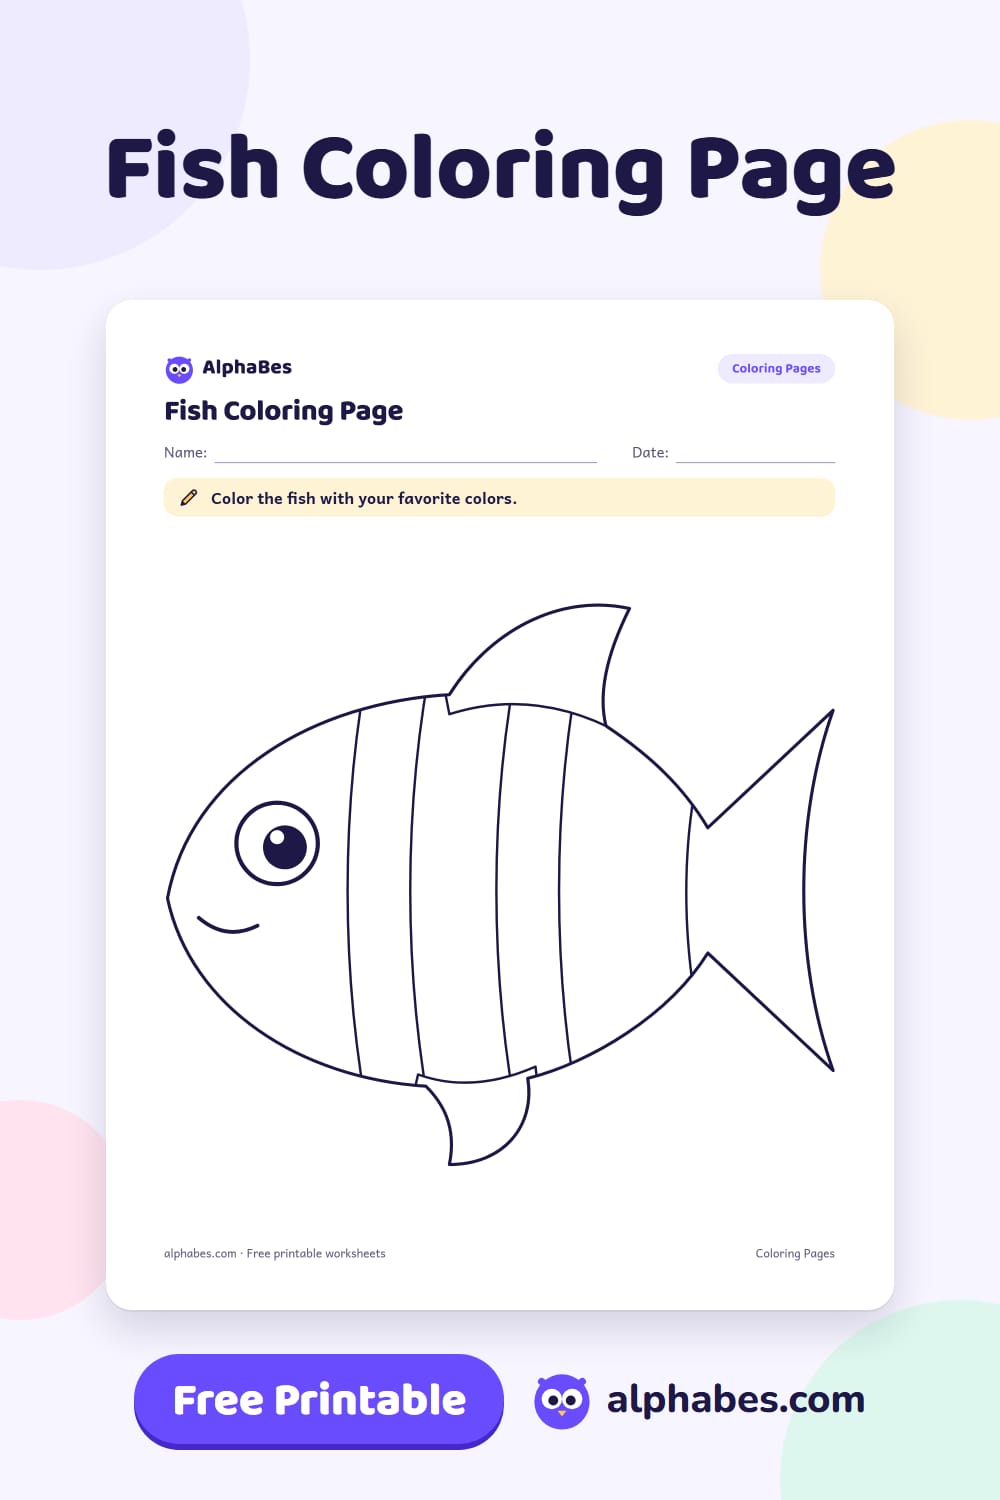 Fish Coloring Page
AlphaBes
Coloring Pages
Fish Coloring Page
Name:
Date:
Color the fish with your favorite colors.
alphabes.com · Free printable worksheets
Coloring Pages
Free Printable
alphabes.com